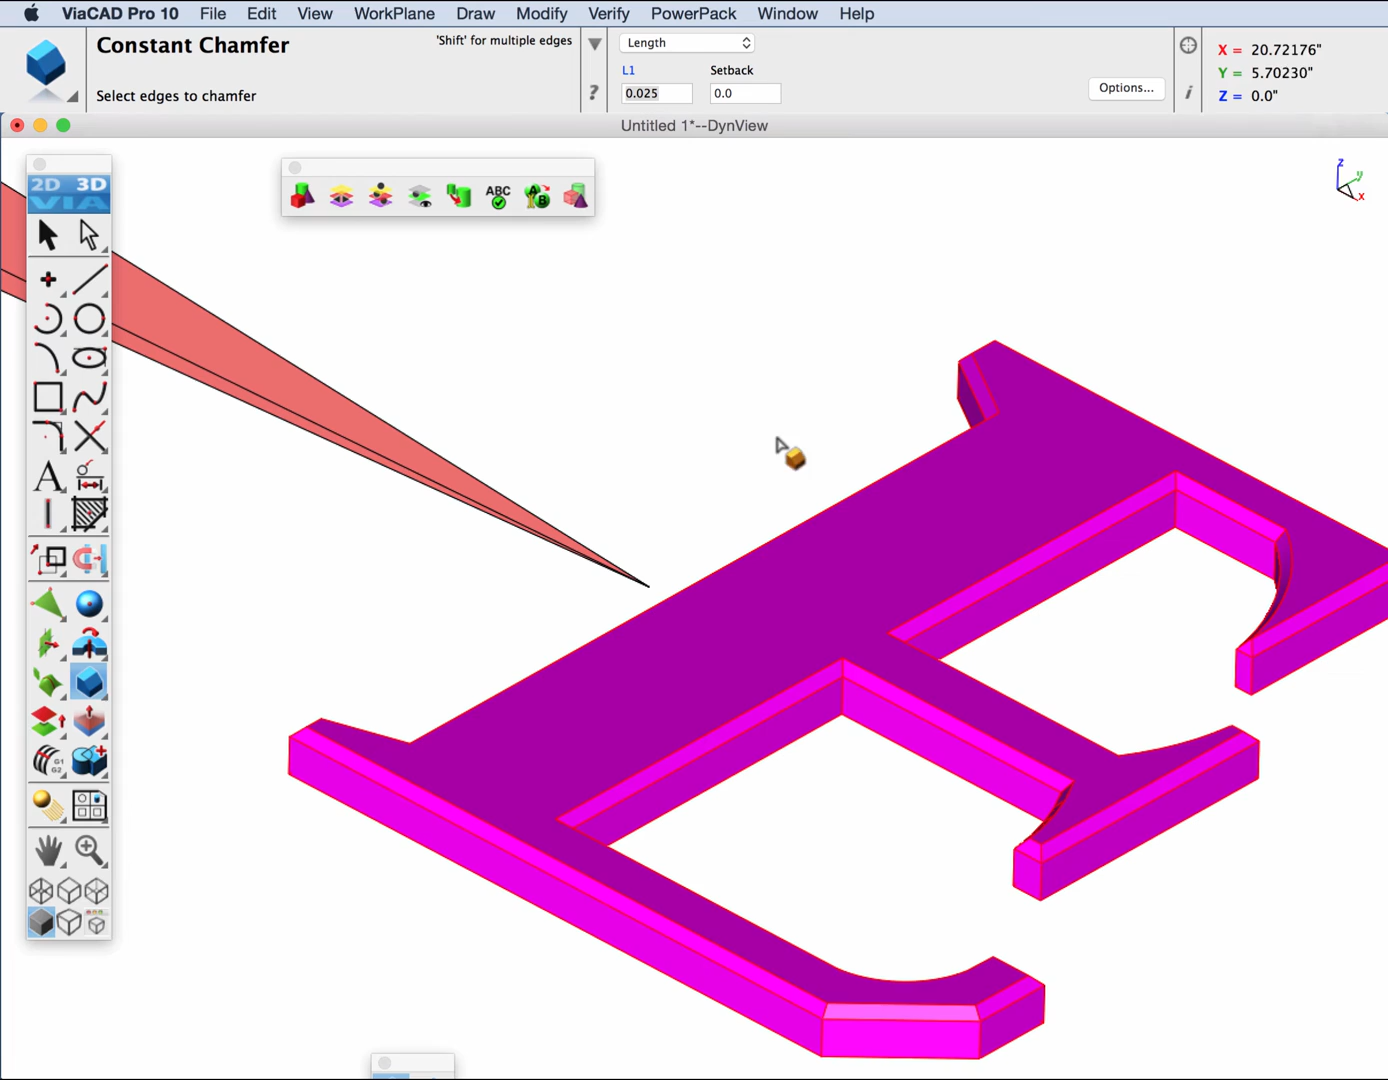 ViaCAD Pro 10 File Edit View WorkPlane Draw Modify Verify PowerPack Window Help
Constant Chamfer
'Shift' for multiple edges
Select edges to chamfer
?
Length
L1
Setback
0.025
0.0
Options...
i
X = 20.72176"
Y = 5.70230"
Z = 0.0"
Untitled 1*--DynView
2D 3D
VIA
ABC
A
B
z
y
x
A
G1
G2